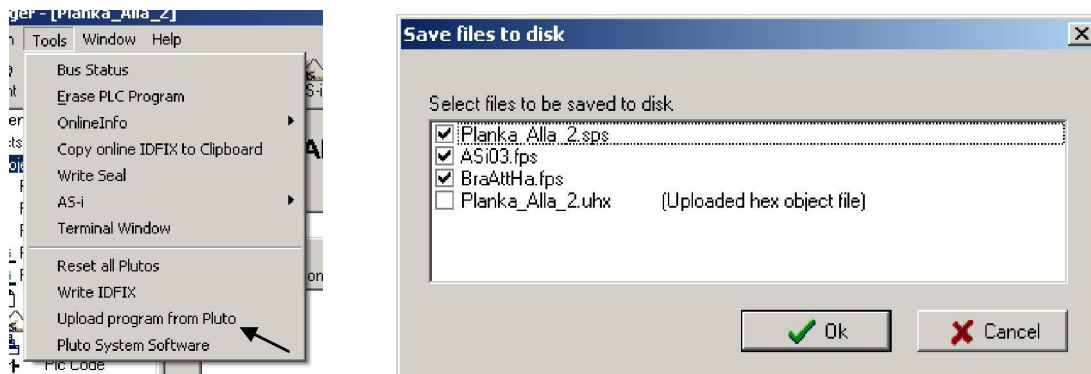 ger - [Planka_Alla_2]
Tools Window Help
Bus Status
Erase PLC Program
OnlineInfo
Copy online IDFIX to Clipboard
Write Seal
AS-i
Terminal Window
Reset all Plutos
Write IDFIX
Upload program from Pluto
Pluto System Software
Plc Code
Save files to disk
Select files to be saved to disk
Planka_Alla_2.sps
ASi03.fps
BraAttHa.fps
Planka_Alla_2.uhx (Uploaded hex object file)
Ok Cancel